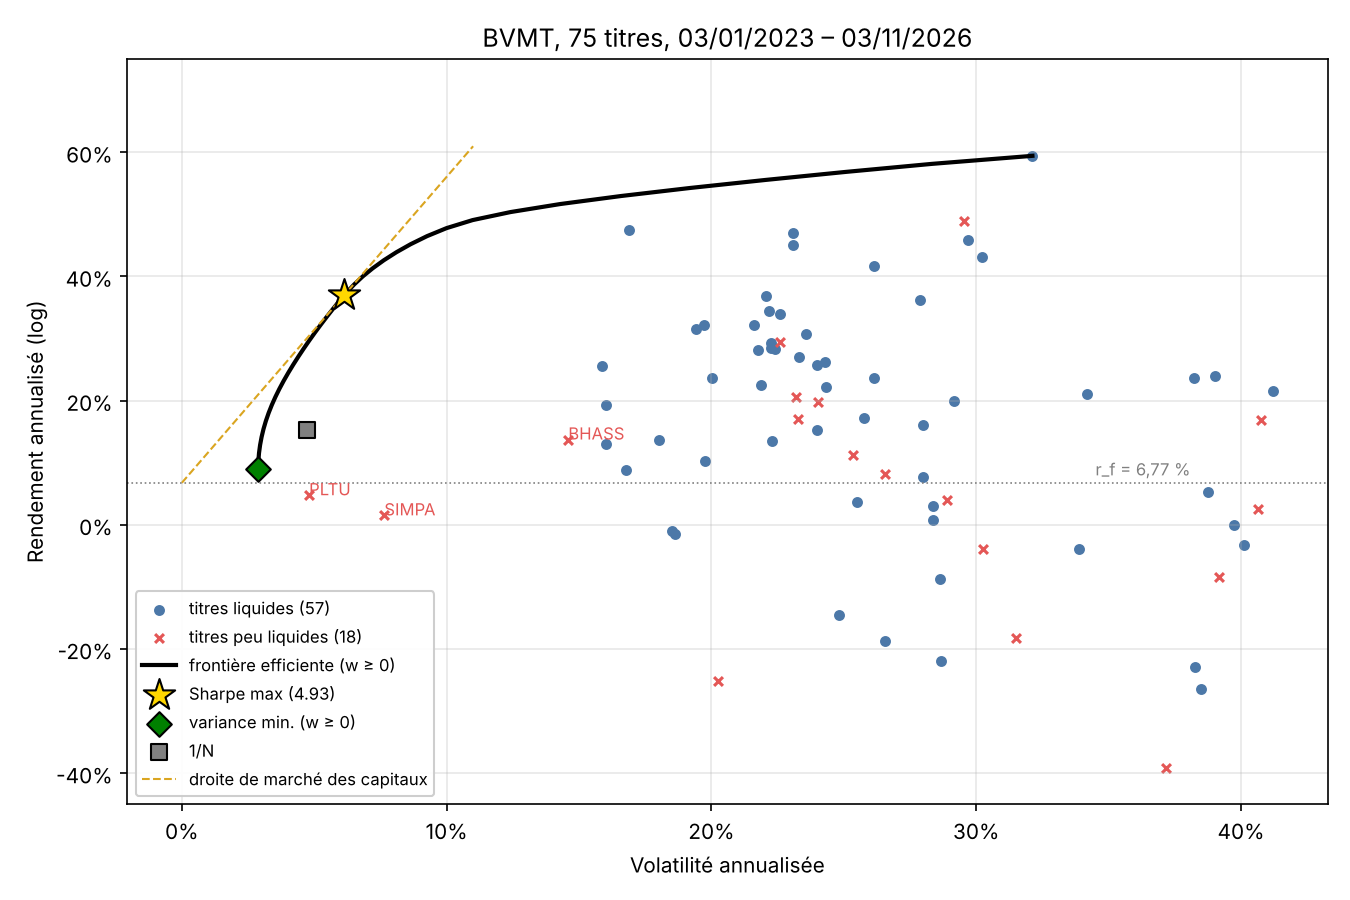 BVMT, 75 titres, 03/01/2023 – 03/11/2026
Rendement annualisé (log)
60%
40%
20%
0%
-20%
-40%
BHASS
PLTU
SIMPA
r_f = 6,77 %
titres liquides (57)
titres peu liquides (18)
frontière efficiente (w ≥ 0)
Sharpe max (4.93)
variance min. (w ≥ 0)
1/N
droite de marché des capitaux
0%
10%
20%
30%
40%
Volatilité annualisée